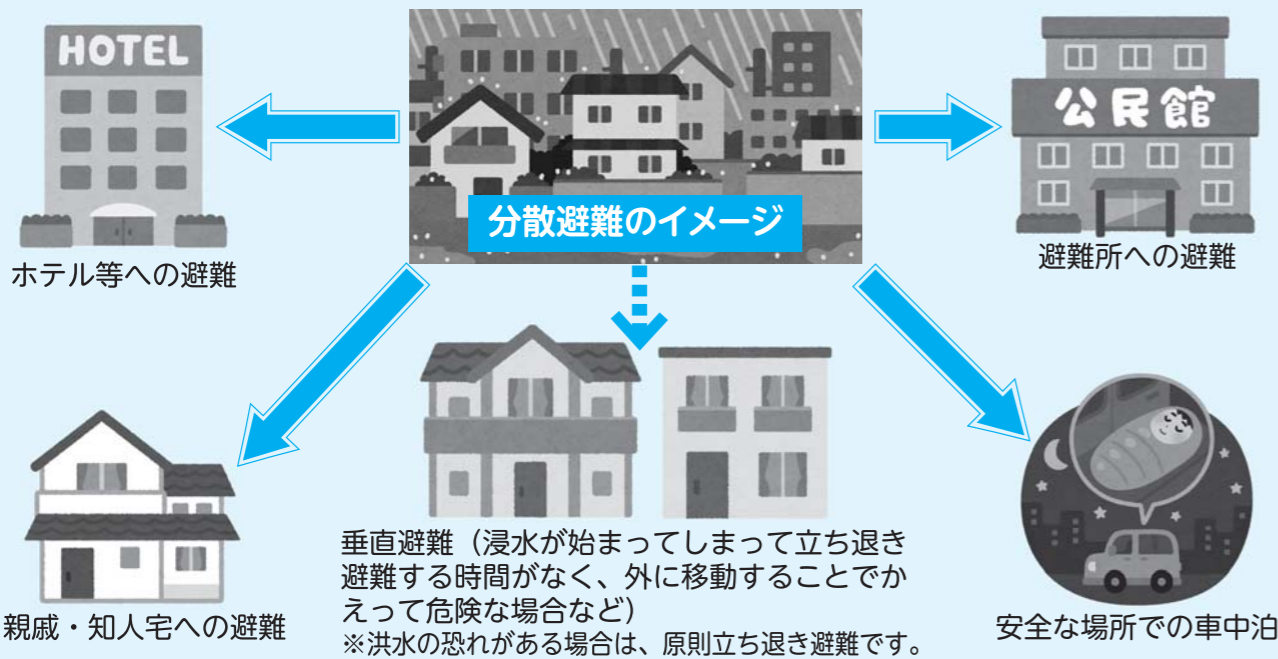 HOTEL
公民館
分散避難のイメージ
ホテル等への避難
避難所への避難
垂直避難（浸水が始まってしまって立ち退き
避難する時間がなく、外に移動することでか
えって危険な場合など）
※洪水の恐れがある場合は、原則立ち退き避難です。
親戚・知人宅への避難
安全な場所での車中泊